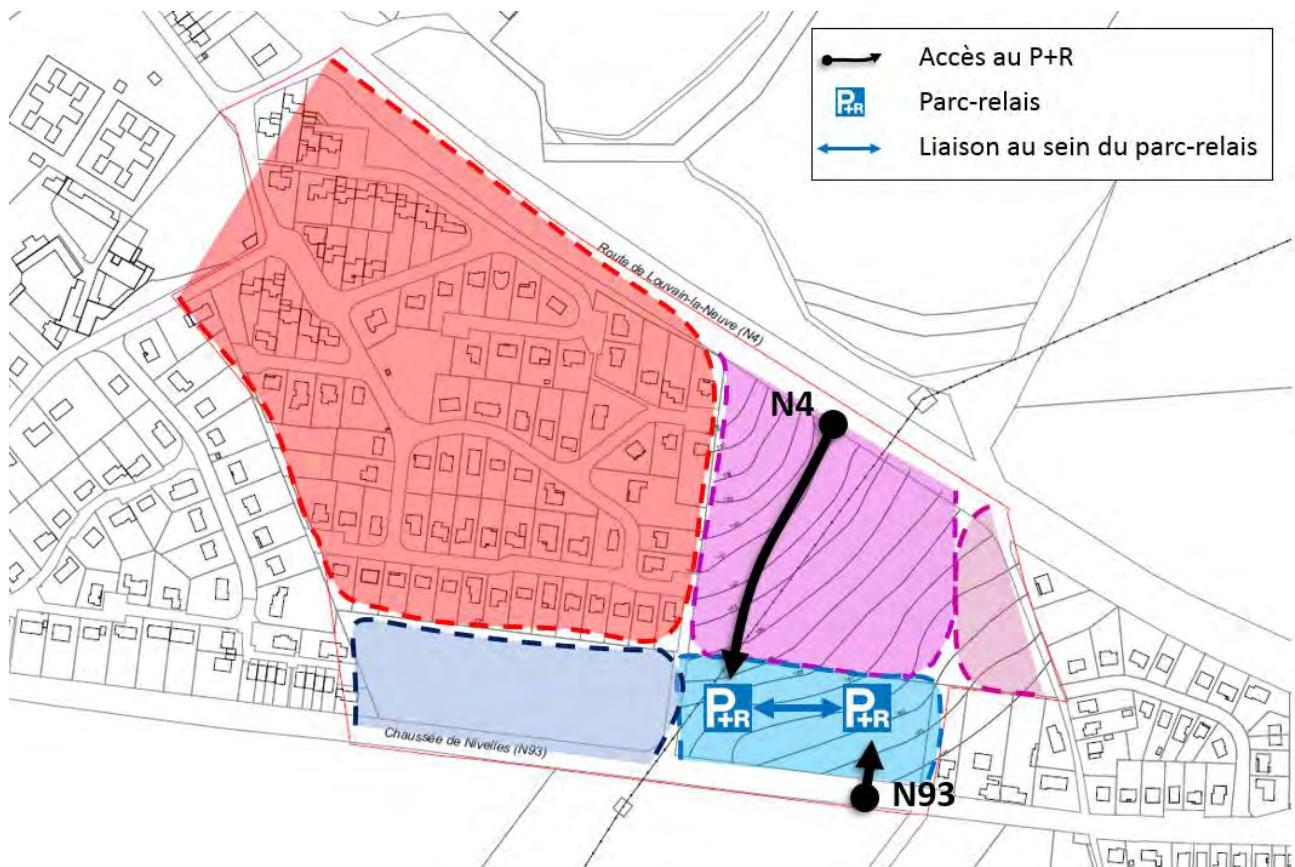 Accès au P+R
P+R
Parc-relais
Liaison au sein du parc-relais
Route de Louvain-la-Neuve (N4)
N4
P+R
P+R
Chaussée de Nivelles (N93)
N93